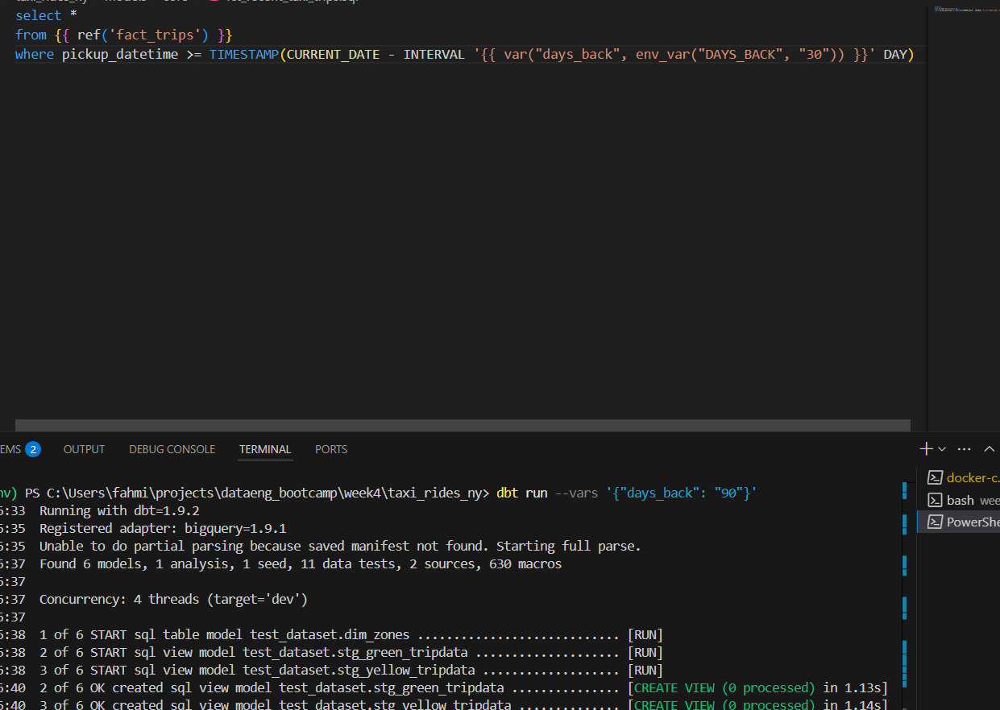 taxi_rides_ny models core fct_recent_taxi_trips.sql
select *
from {{ ref('fact_trips') }}
where pickup_datetime >= TIMESTAMP(CURRENT_DATE - INTERVAL '{{ var("days_back", env_var("DAYS_BACK", "30")) }}' DAY)
EMS 2 OUTPUT DEBUG CONSOLE TERMINAL PORTS
nv) PS C:\Users\fahmi\projects\dataeng_bootcamp\week4\taxi_rides_ny> dbt run --vars '{"days_back": "90"}'
5:33 Running with dbt=1.9.2
5:35 Registered adapter: bigquery=1.9.1
5:35 Unable to do partial parsing because saved manifest not found. Starting full parse.
5:37 Found 6 models, 1 analysis, 1 seed, 11 data tests, 2 sources, 630 macros
5:37
5:37 Concurrency: 4 threads (target='dev')
5:37
5:38 1 of 6 START sql table model test_dataset.dim_zones ............................ [RUN]
5:38 2 of 6 START sql view model test_dataset.stg_green_tripdata .................... [RUN]
5:38 3 of 6 START sql view model test_dataset.stg_yellow_tripdata ................... [RUN]
5:40 2 of 6 OK created sql view model test_dataset.stg_green_tripdata ............... [CREATE VIEW (0 processed) in 1.13s]
5:40 3 of 6 OK created sql view model test_dataset.stg_yellow_tripdata .............. [CREATE VIEW (0 processed) in 1.14s]
docker-c...
bash wee
PowerShe